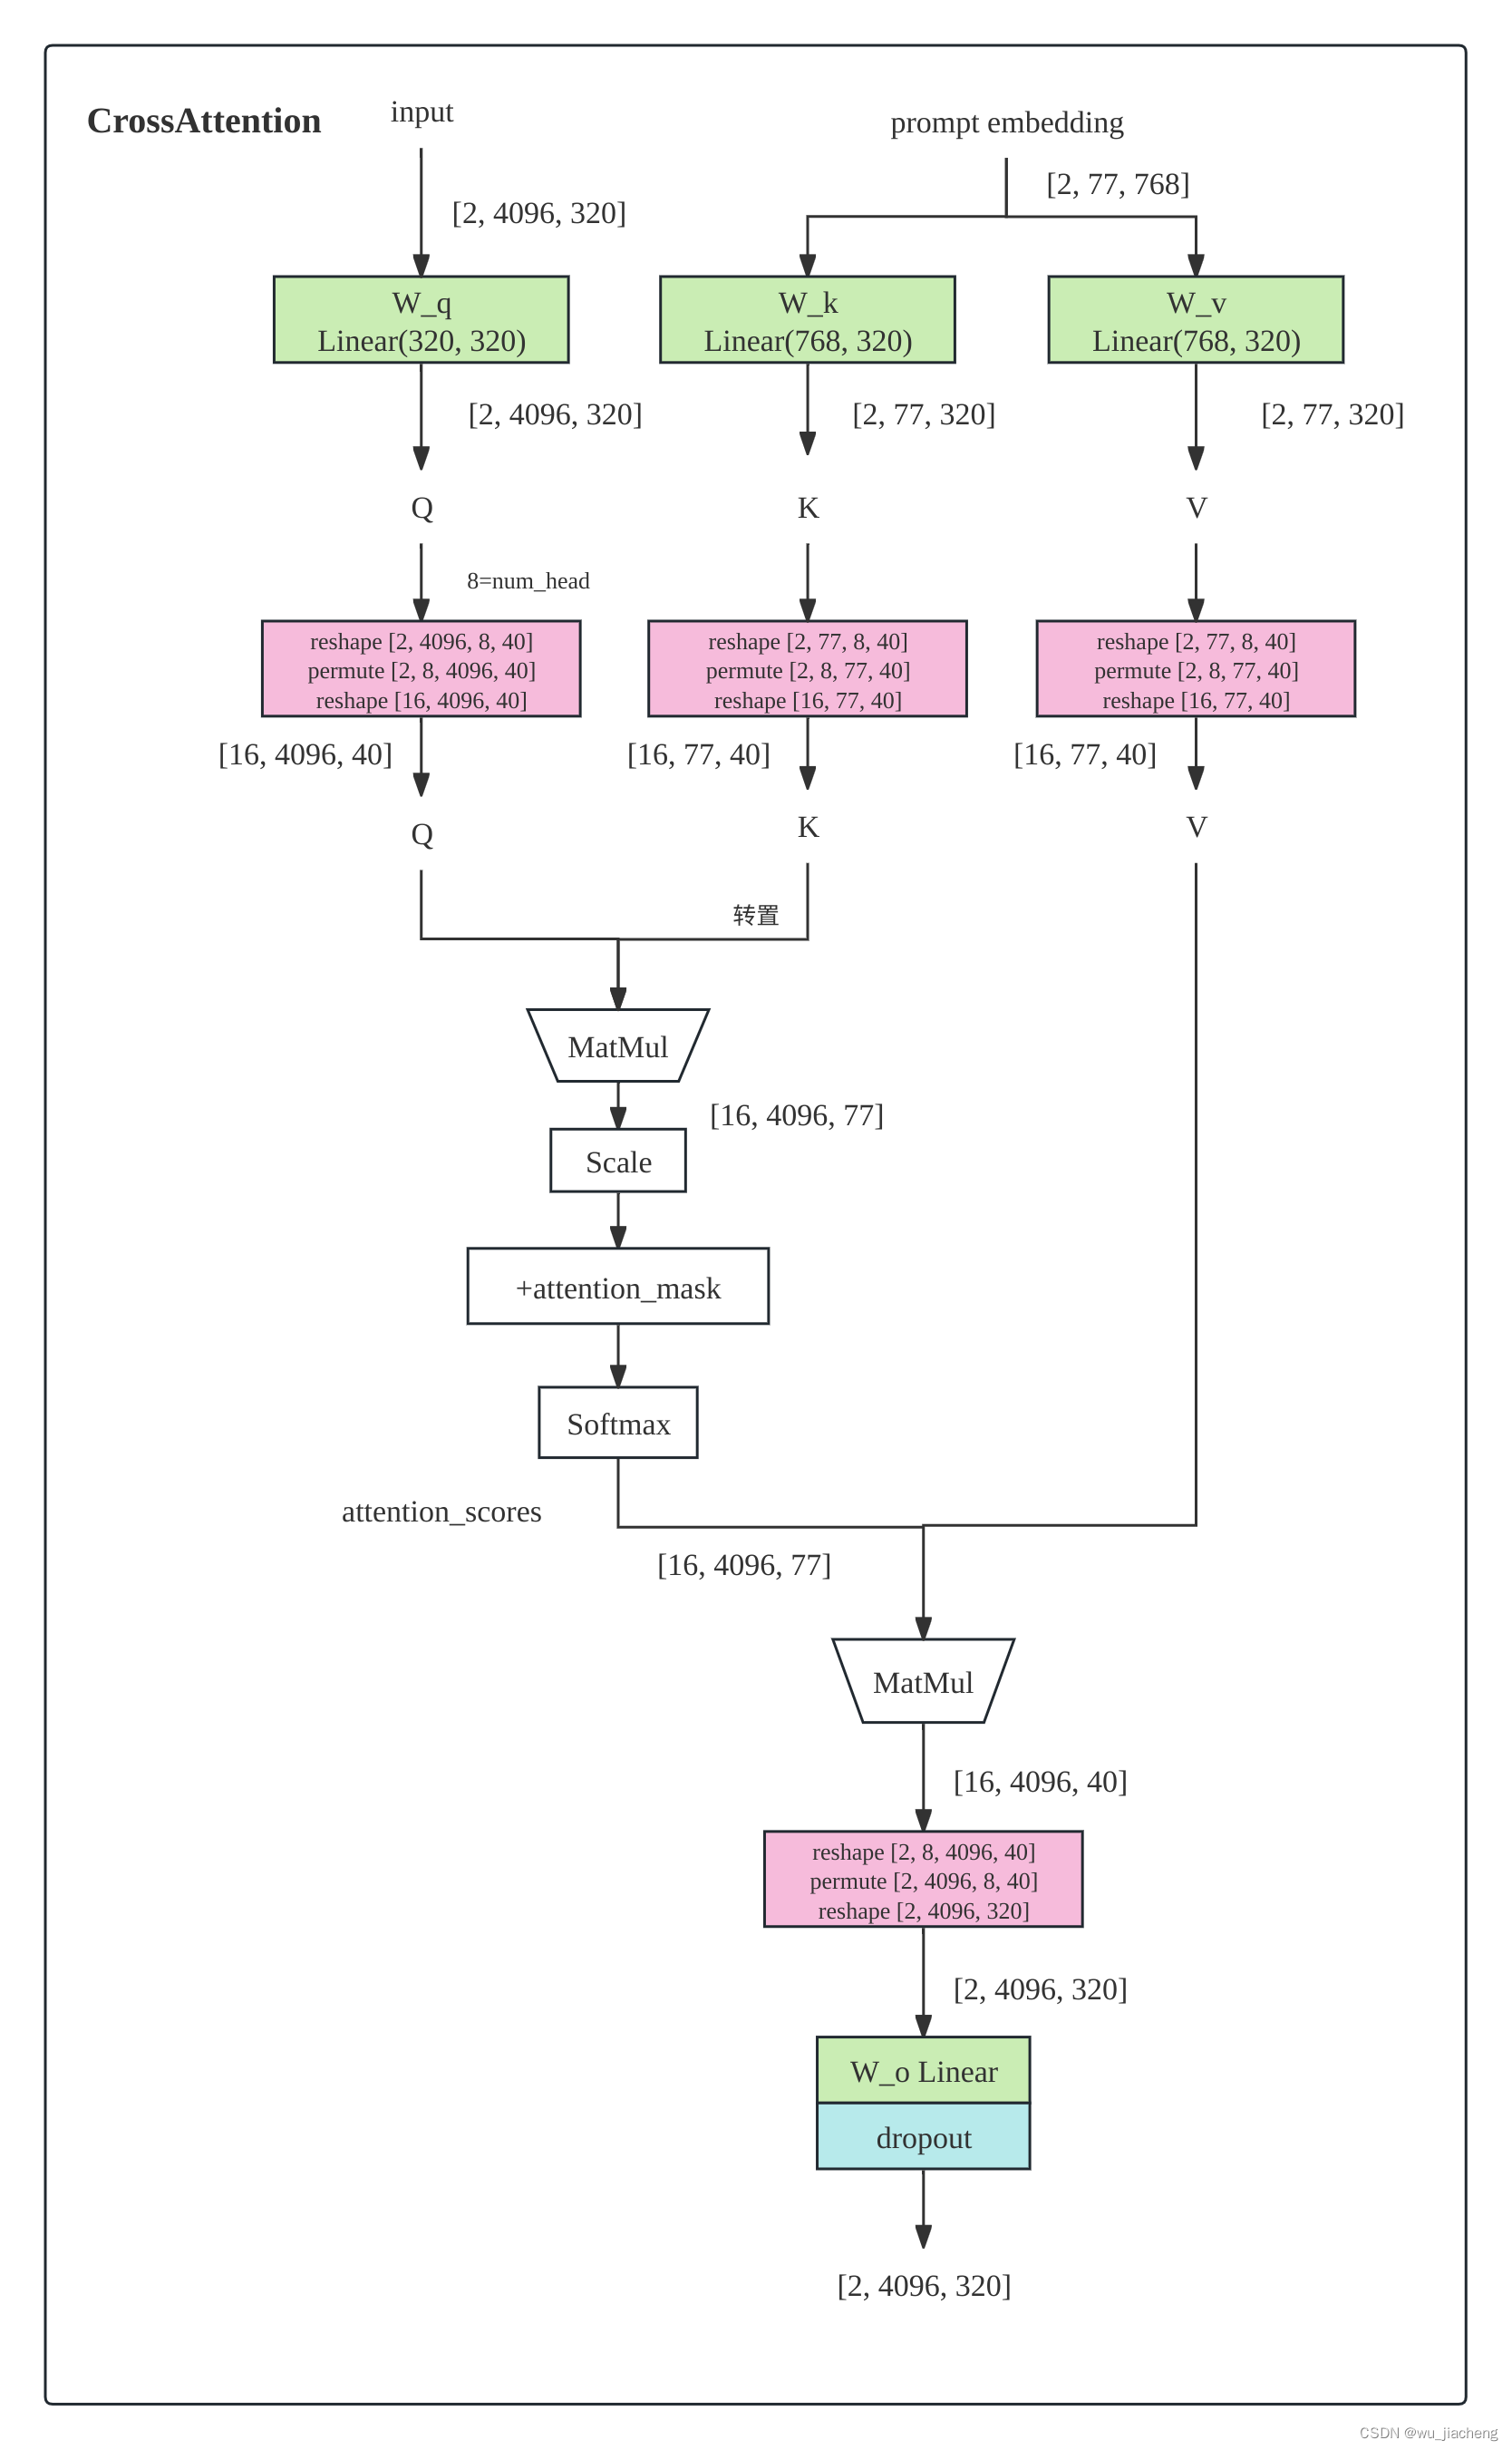 CrossAttention
input
prompt embedding
[2, 77, 768]
[2, 4096, 320]
W_q
Linear(320, 320)
W_k
Linear(768, 320)
W_v
Linear(768, 320)
[2, 4096, 320]
[2, 77, 320]
[2, 77, 320]
Q
K
V
8=num_head
reshape [2, 4096, 8, 40]
permute [2, 8, 4096, 40]
reshape [16, 4096, 40]
reshape [2, 77, 8, 40]
permute [2, 8, 77, 40]
reshape [16, 77, 40]
reshape [2, 77, 8, 40]
permute [2, 8, 77, 40]
reshape [16, 77, 40]
[16, 4096, 40]
[16, 77, 40]
[16, 77, 40]
Q
K
V
转置
MatMul
[16, 4096, 77]
Scale
+attention_mask
Softmax
attention_scores
[16, 4096, 77]
MatMul
[16, 4096, 40]
reshape [2, 8, 4096, 40]
permute [2, 4096, 8, 40]
reshape [2, 4096, 320]
[2, 4096, 320]
W_o Linear
dropout
[2, 4096, 320]
CSDN @wu_jiacheng